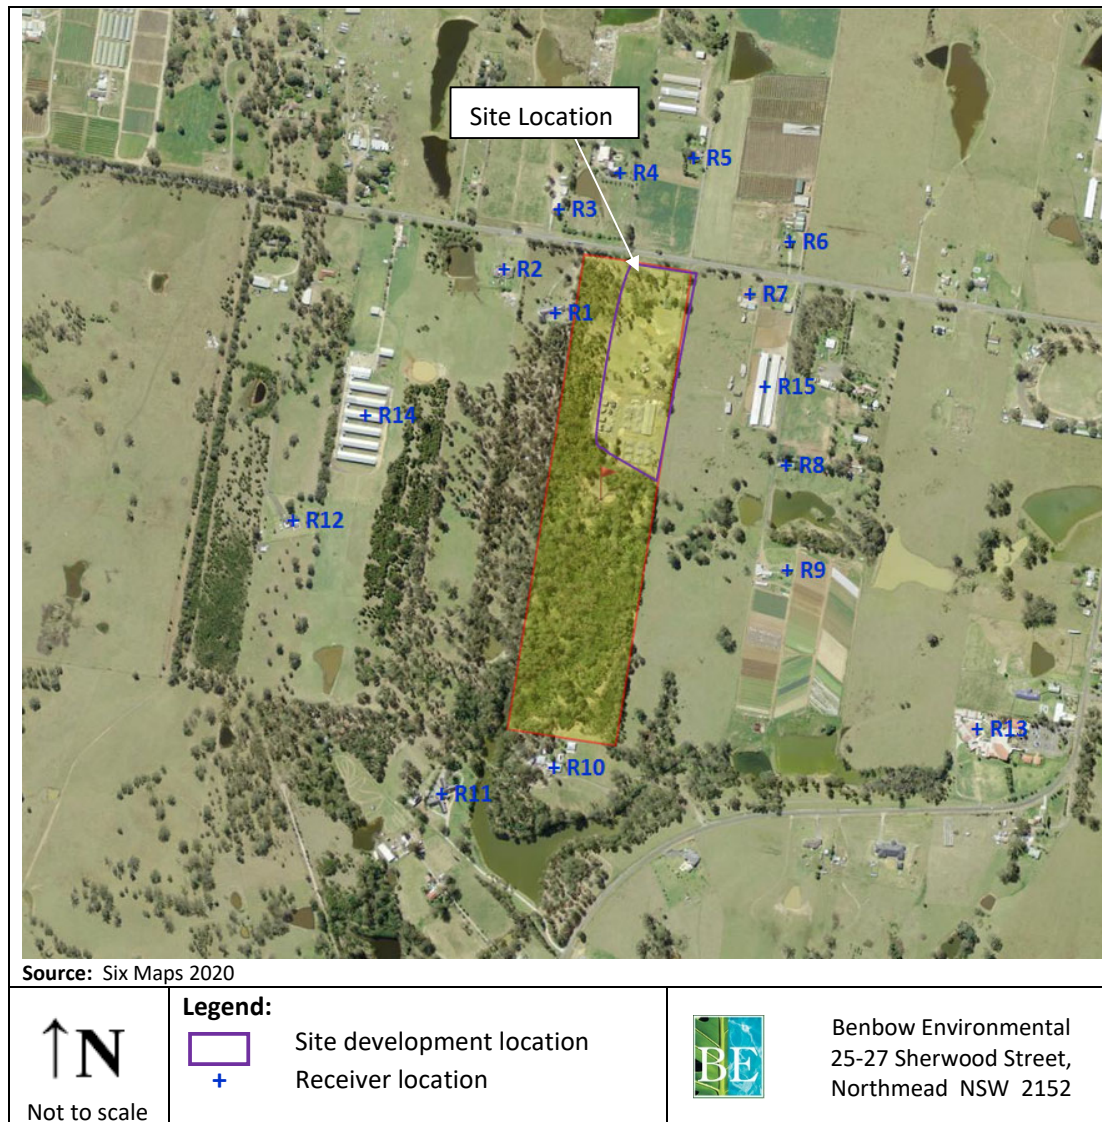 Site Location
+ R5
+ R4
+ R3
+ R6
+ R2
+ R7
+ R1
+ R15
+ R14
+ R8
+ R12
+ R9
+ R13
+ R10
+ R11
Source: Six Maps 2020
↑N
Not to scale
Legend:
Site development location
+ Receiver location
BE
Benbow Environmental
25-27 Sherwood Street,
Northmead NSW 2152